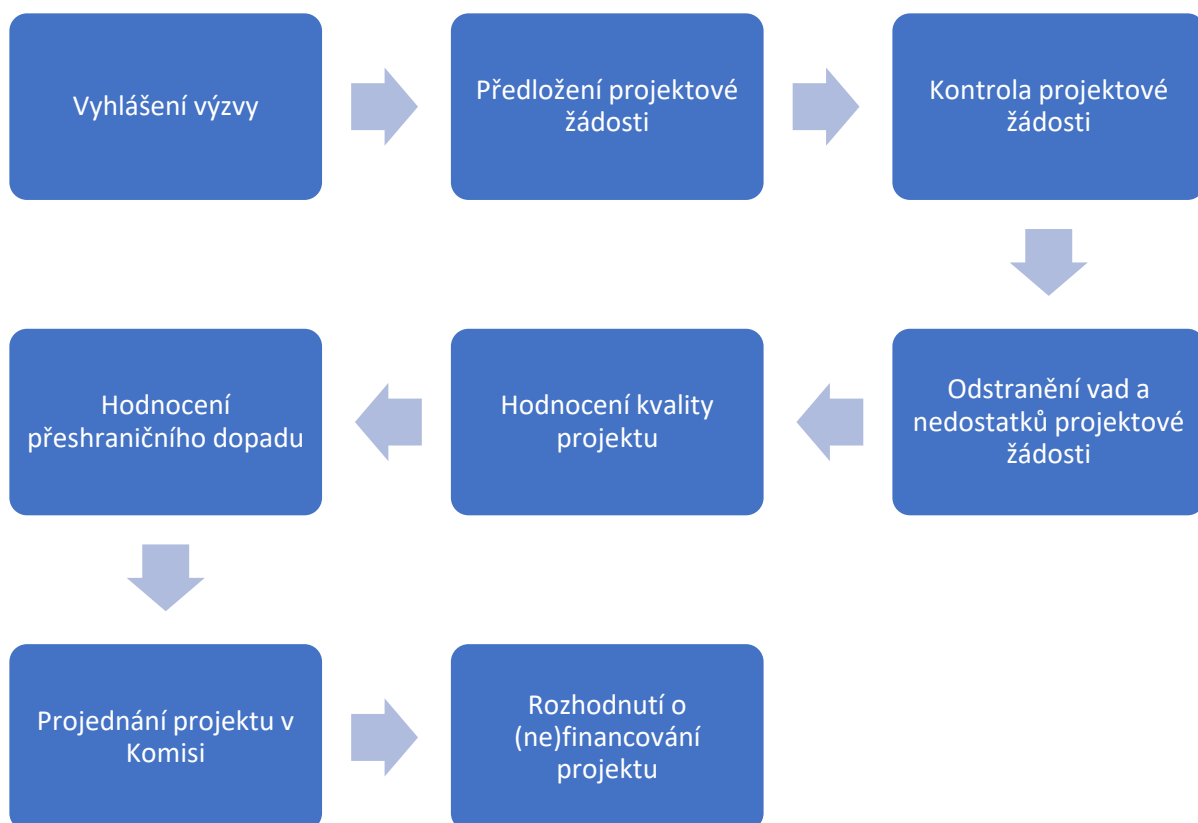 Vyhlášení výzvy
Předložení projektové
žádosti
Kontrola projektové
žádosti
Odstranění vad a
nedostatků projektové
žádosti
Hodnocení kvality
projektu
Hodnocení
přeshraničního dopadu
Projednání projektu v
Komisi
Rozhodnutí o
(ne)financování
projektu